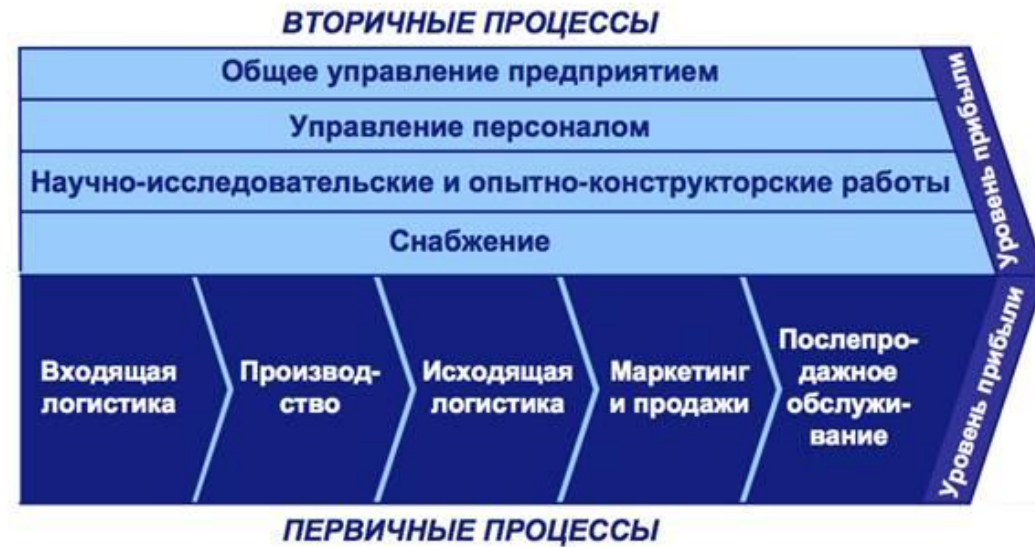 ВТОРИЧНЫЕ ПРОЦЕССЫ
Общее управление предприятием
Управление персоналом
Научно-исследовательские и опытно-конструкторские работы
Снабжение
Уровень прибыли
Входящая
логистика
Производ-
ство
Исходящая
логистика
Маркетинг
и продажи
Послепро-
дажное
обслужи-
вание
Уровень прибыли
ПЕРВИЧНЫЕ ПРОЦЕССЫ